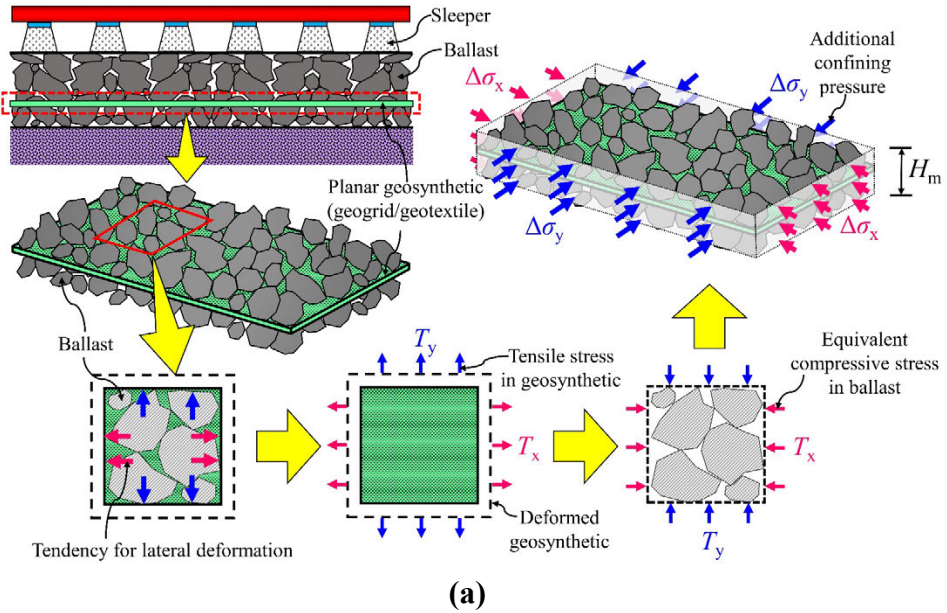 Sleeper
Ballast
Planar geosynthetic
(geogrid/geotextile)
Additional
confining
pressure
Δσx
Δσy
Hm
Δσy
Δσx
Ballast
Tendency for lateral deformation
Ty
Tensile stress
in geosynthetic
Tx
Deformed
geosynthetic
Equivalent
compressive stress
in ballast
Tx
Ty
(a)